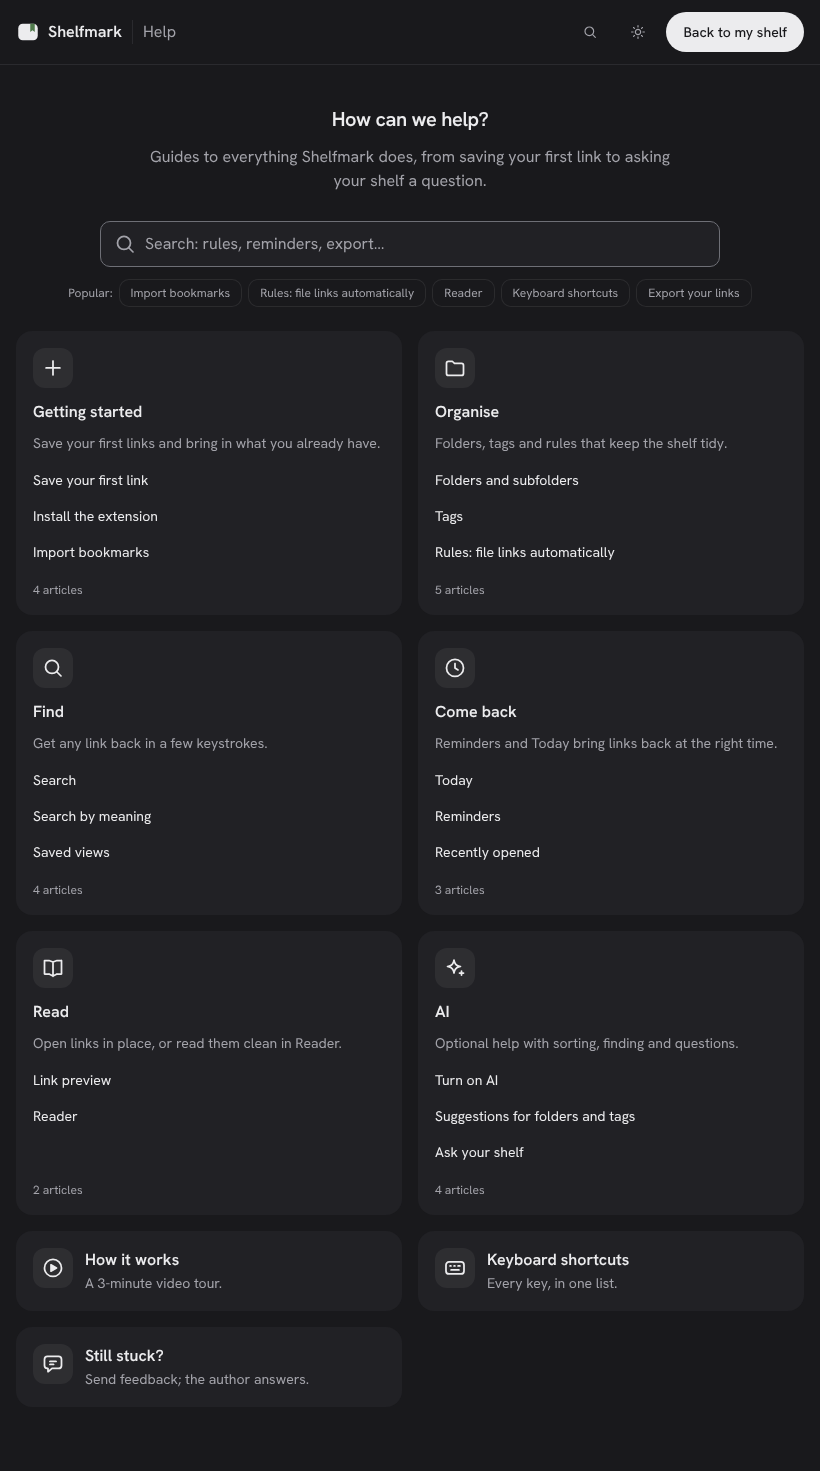 Shelfmark
Help
Back to my shelf
How can we help?
Guides to everything Shelfmark does, from saving your first link to asking
your shelf a question.
Search: rules, reminders, export...
Popular:
Import bookmarks
Rules: file links automatically
Reader
Keyboard shortcuts
Export your links
Getting started
Save your first links and bring in what you already have.
Save your first link
Install the extension
Import bookmarks
4 articles
Organise
Folders, tags and rules that keep the shelf tidy.
Folders and subfolders
Tags
Rules: file links automatically
5 articles
Find
Get any link back in a few keystrokes.
Search
Search by meaning
Saved views
4 articles
Come back
Reminders and Today bring links back at the right time.
Today
Reminders
Recently opened
3 articles
Read
Open links in place, or read them clean in Reader.
Link preview
Reader
2 articles
AI
Optional help with sorting, finding and questions.
Turn on AI
Suggestions for folders and tags
Ask your shelf
4 articles
How it works
A 3-minute video tour.
Keyboard shortcuts
Every key, in one list.
Still stuck?
Send feedback; the author answers.